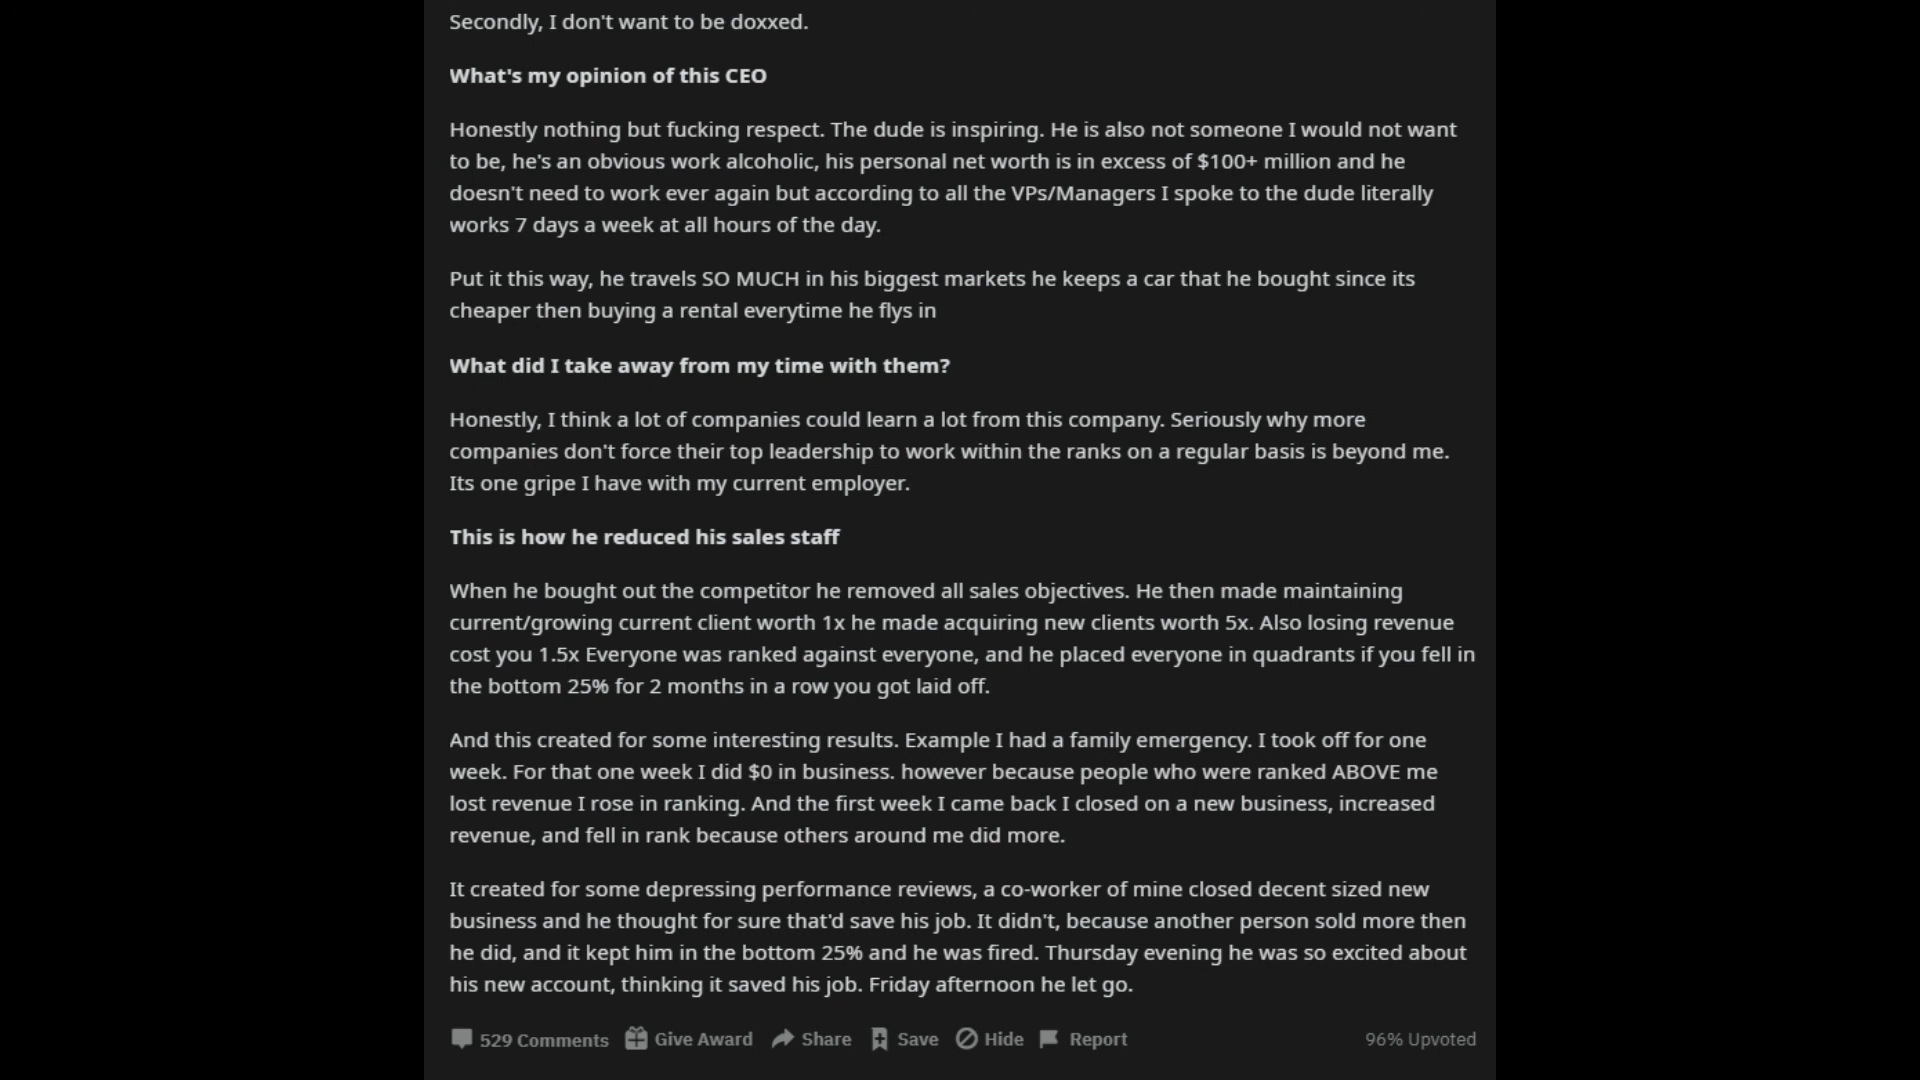 Secondly, I don't want to be doxxed.
What's my opinion of this CEO
Honestly nothing but fucking respect. The dude is inspiring. He is also not someone I would not want
to be, he's an obvious work alcoholic, his personal net worth is in excess of $100+ million and he
doesn't need to work ever again but according to all the VPs/Managers I spoke to the dude literally
works 7 days a week at all hours of the day.
Put it this way, he travels SO MUCH in his biggest markets he keeps a car that he bought since its
cheaper then buying a rental everytime he flys in
What did I take away from my time with them?
Honestly, I think a lot of companies could learn a lot from this company. Seriously why more
companies don't force their top leadership to work within the ranks on a regular basis is beyond me.
Its one gripe I have with my current employer.
This is how he reduced his sales staff
When he bought out the competitor he removed all sales objectives. He then made maintaining
current/growing current client worth 1x he made acquiring new clients worth 5x. Also losing revenue
cost you 1.5x Everyone was ranked against everyone, and he placed everyone in quadrants if you fell in
the bottom 25% for 2 months in a row you got laid off.
And this created for some interesting results. Example I had a family emergency. I took off for one
week. For that one week I did $0 in business. however because people who were ranked ABOVE me
lost revenue I rose in ranking. And the first week I came back I closed on a new business, increased
revenue, and fell in rank because others around me did more.
It created for some depressing performance reviews, a co-worker of mine closed decent sized new
business and he thought for sure that'd save his job. It didn't, because another person sold more then
he did, and it kept him in the bottom 25% and he was fired. Thursday evening he was so excited about
his new account, thinking it saved his job. Friday afternoon he let go.
529 Comments Give Award Share Save Hide Report 96% Upvoted